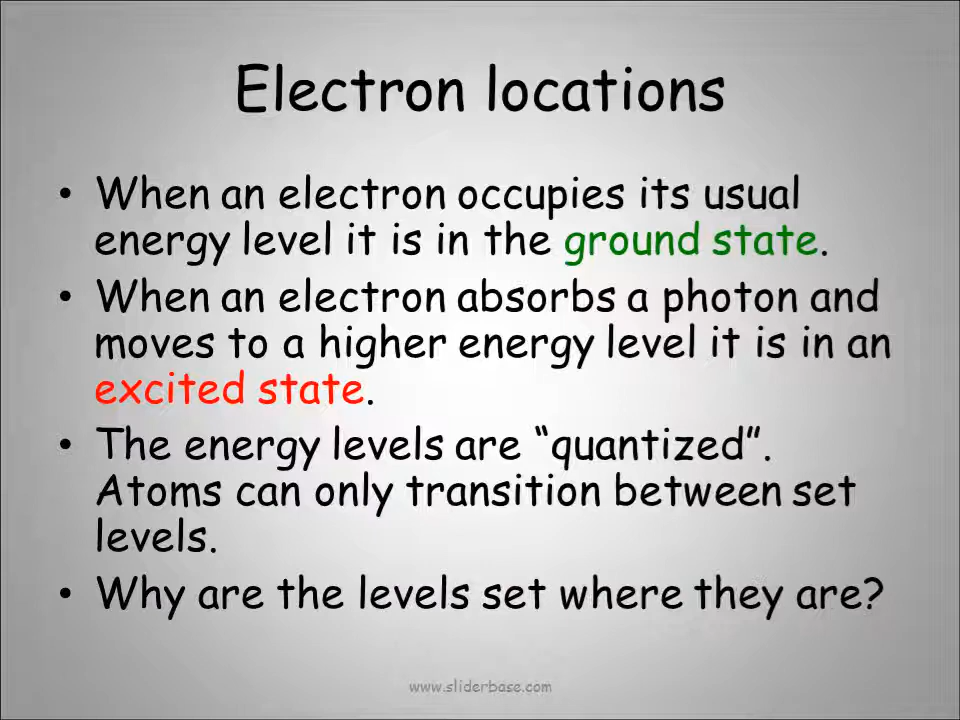 Electron locations
• When an electron occupies its usual
energy level it is in the ground state.
• When an electron absorbs a photon and
moves to a higher energy level it is in an
excited state.
• The energy levels are “quantized”.
Atoms can only transition between set
levels.
• Why are the levels set where they are?
www.sliderbase.com